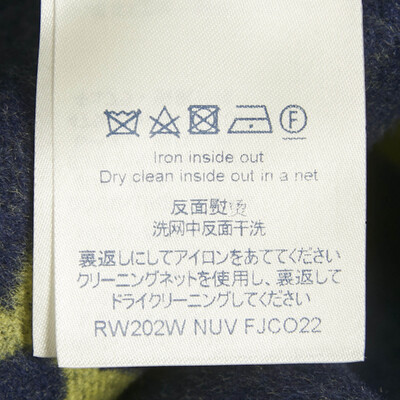 F
Iron inside out
Dry clean inside out in a net
反面熨烫
洗网中反面干洗
裏返しにしてアイロンをあててください
クリーニングネットを使用し、裏返して
ドライクリーニングしてください
RW202W NUV FJCO22